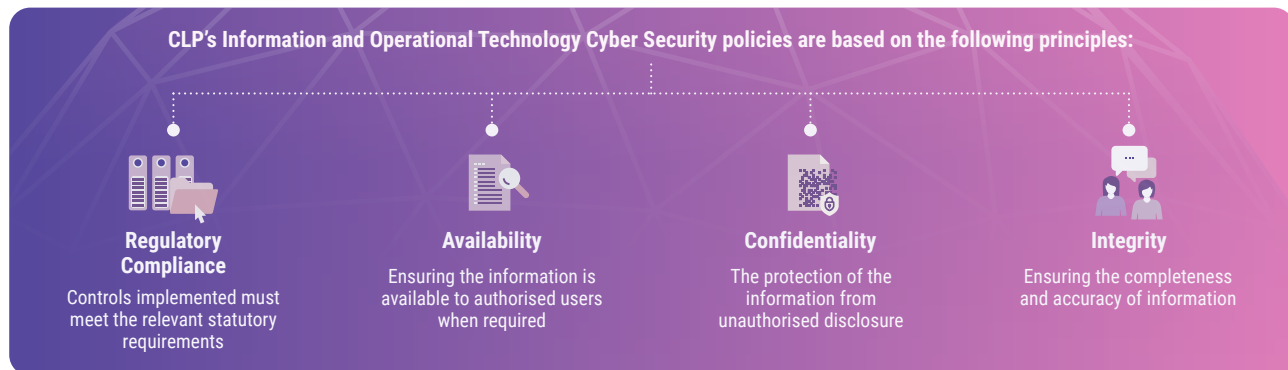 CLP's Information and Operational Technology Cyber Security policies are based on the following principles:
Regulatory
Compliance
Controls implemented must
meet the relevant statutory
requirements
Availability
Ensuring the information is
available to authorised users
when required
Confidentiality
The protection of the
information from
unauthorised disclosure
Integrity
Ensuring the completeness
and accuracy of information